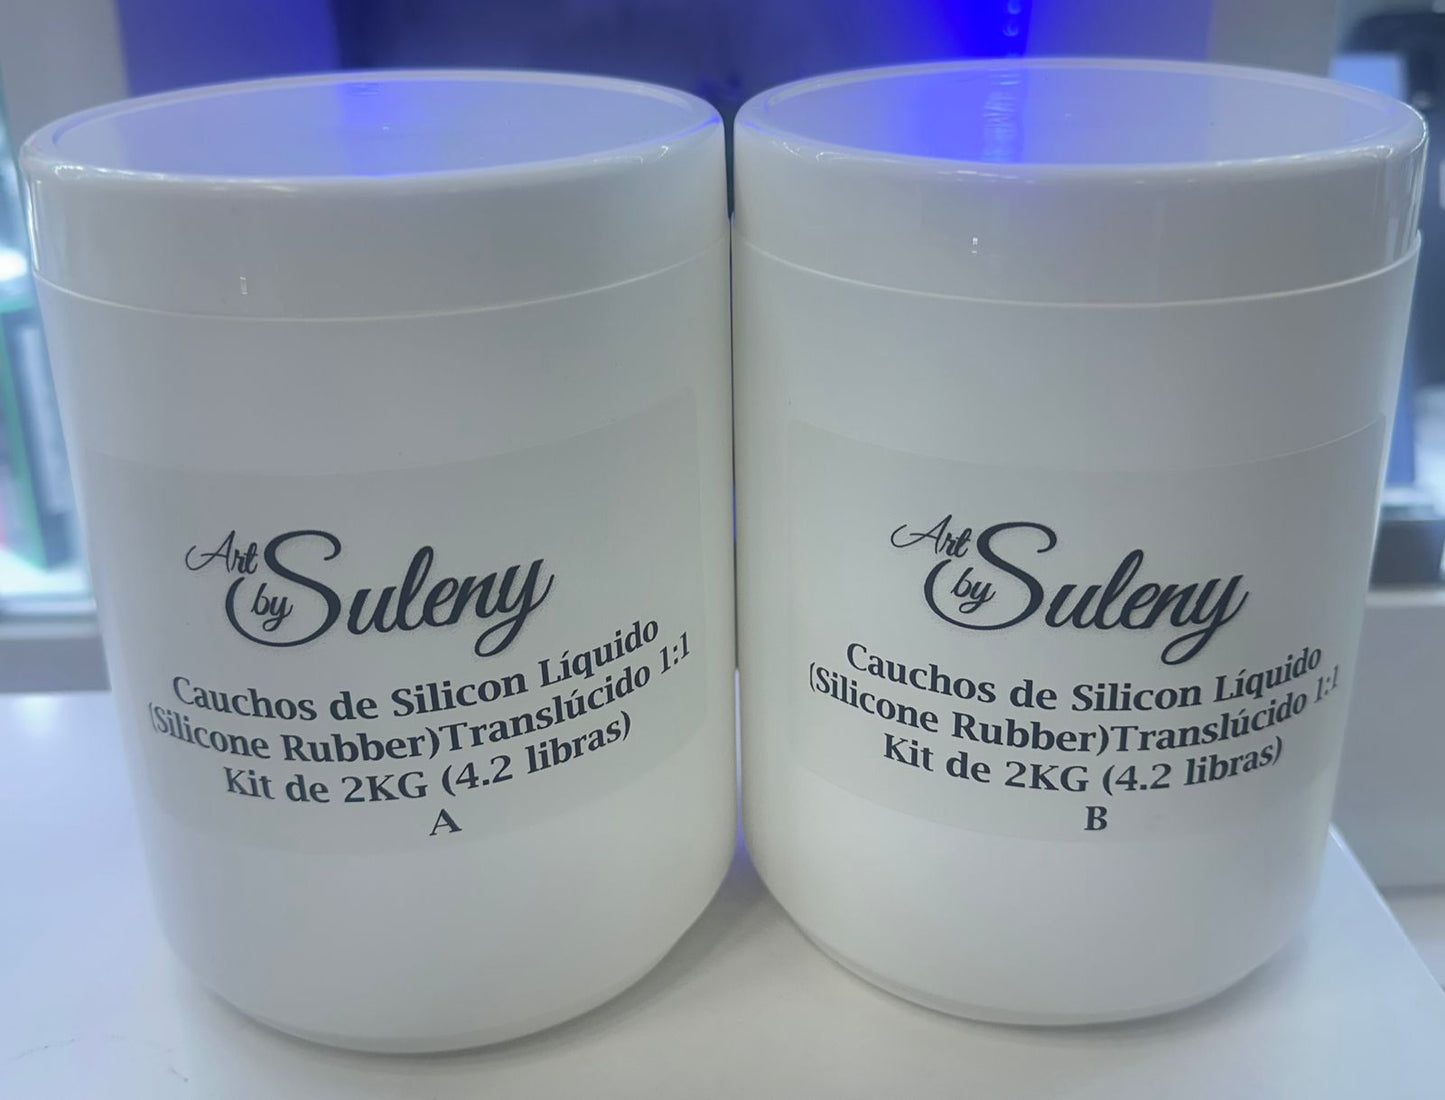 Art
by Suleny
Cauchos de Silicon Líquido
(Silicone Rubber)Translúcido 1:1
Kit de 2KG (4.2 libras)
A
Art
by Suleny
Cauchos de Silicon Líquido
(Silicone Rubber)Translúcido 1:1
Kit de 2KG (4.2 libras)
B